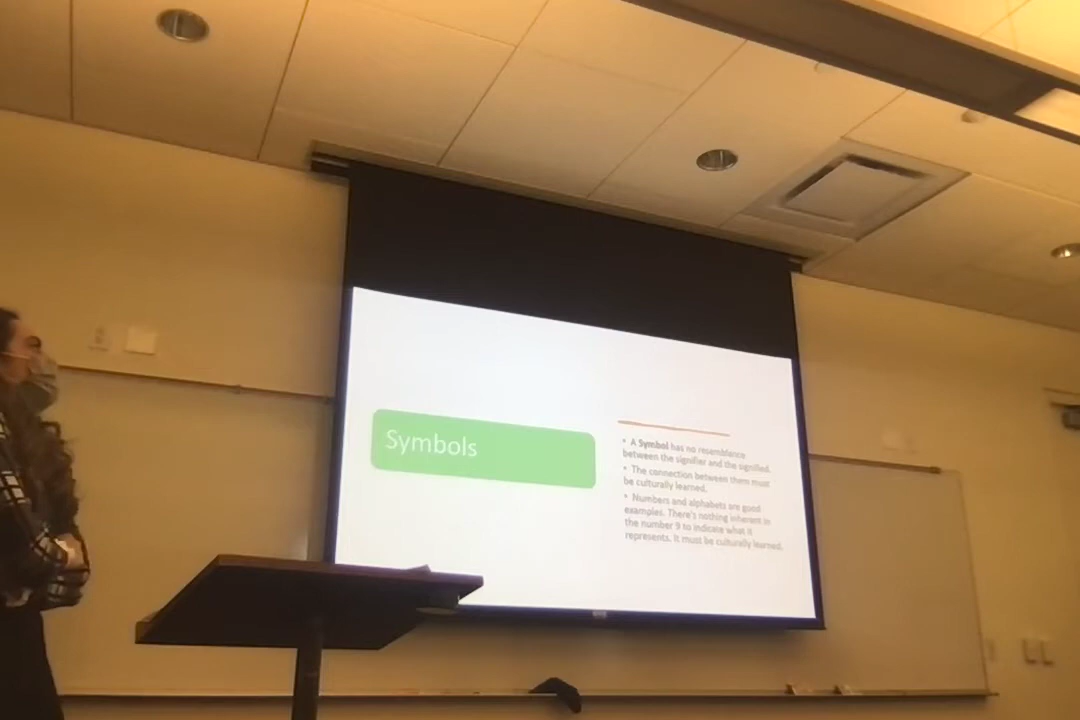 Symbols
• A Symbol has no resemblance
between the signifier and the signified.
• The connection between them must
be culturally learned.
• Numbers and alphabets are good
examples. There's nothing inherent in
the number 9 to indicate what it
represents. It must be culturally learned.